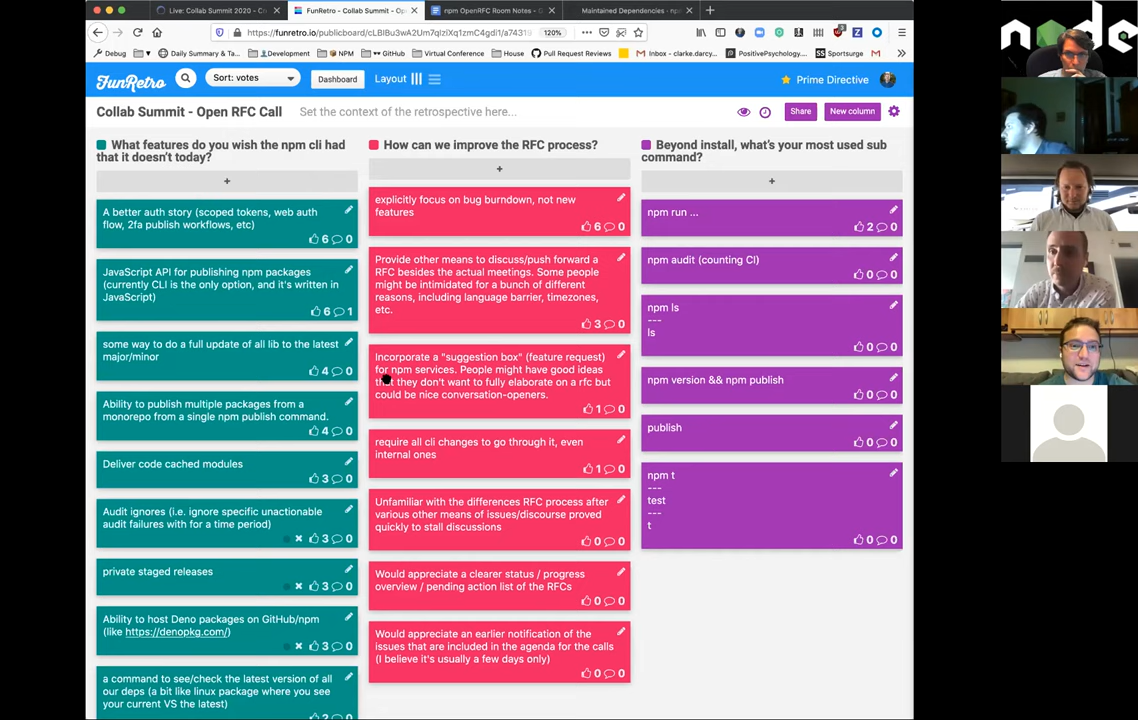 Live: Collab Summit 2020 - C
FunRetro - Collab Summit - Op
npm OpenRFC Room Notes - G
Maintained Dependencies - np
https://funretro.io/publicboard/
120%
Debug
Daily Summary & Ta...
Development
NPM
GitHub
Virtual Conference
House
Pull Request Reviews
Inbox - clarke.darcy...
PositivePsychology....
Sportsurge
FunRetro
Sort: votes
Dashboard
Layout
Prime Directive
Collab Summit - Open RFC Call
Set the context of the retrospective here...
Share
New column
What features do you wish the npm cli had
that it doesn't today?
+
A better auth story (scoped tokens, web auth
flow, 2fa publish workflows, etc)
6 0
JavaScript API for publishing npm packages
(currently CLI is the only option, and it's written in
JavaScript)
6 1
some way to do a full update of all lib to the latest
major/minor
4 0
Ability to publish multiple packages from a
monorepo from a single npm publish command.
4 0
Deliver code cached modules
3 0
Audit ignores (i.e. ignore specific unactionable
audit failures with for a time period)
3 0
private staged releases
3 0
Ability to host Deno packages on GitHub/npm
(like https://denopkg.com/)
3 0
a command to see/check the latest version of all
our deps (a bit like linux package where you see
your current VS the latest)
2 0
How can we improve the RFC process?
+
explicitly focus on bug burndown, not new
features
6 0
Provide other means to discuss/push forward a
RFC besides the actual meetings. Some people
might be intimidated for a bunch of different
reasons, including language barrier, timezones,
etc.
3 0
Incorporate a "suggestion box" (feature request)
for npm services. People might have good ideas
that they don't want to fully elaborate on a rfc but
could be nice conversation-openers.
1 0
require all cli changes to go through it, even
internal ones
1 0
Unfamiliar with the differences RFC process after
various other means of issues/discourse proved
quickly to stall discussions
0 0
Would appreciate a clearer status / progress
overview / pending action list of the RFCs
0 0
Would appreciate an earlier notification of the
issues that are included in the agenda for the calls
(I believe it's usually a few days only)
0 0
Beyond install, what's your most used sub
command?
+
npm run ...
2 0
npm audit (counting CI)
0 0
npm ls
---
ls
0 0
npm version && npm publish
0 0
publish
0 0
npm t
---
test
---
t
0 0
node